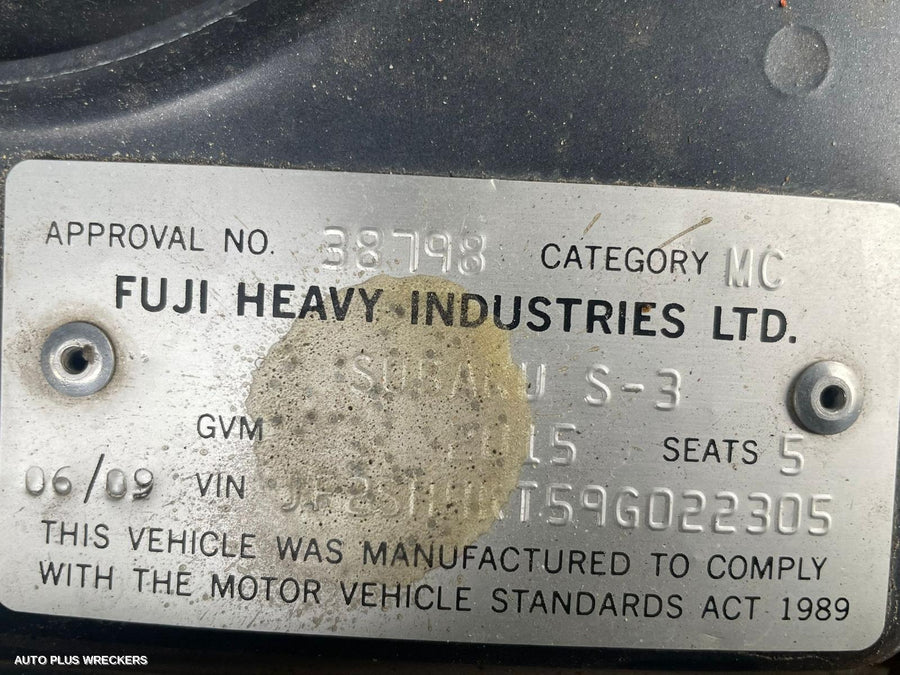 APPROVAL NO. 38798 CATEGORY MC
FUJI HEAVY INDUSTRIES LTD.
SUBARU S-3
GVM SEATS 5
06/09 VIN
THIS VEHICLE WAS MANUFACTURED TO COMPLY
WITH THE MOTOR VEHICLE STANDARDS ACT 1989
AUTO PLUS WRECKERS